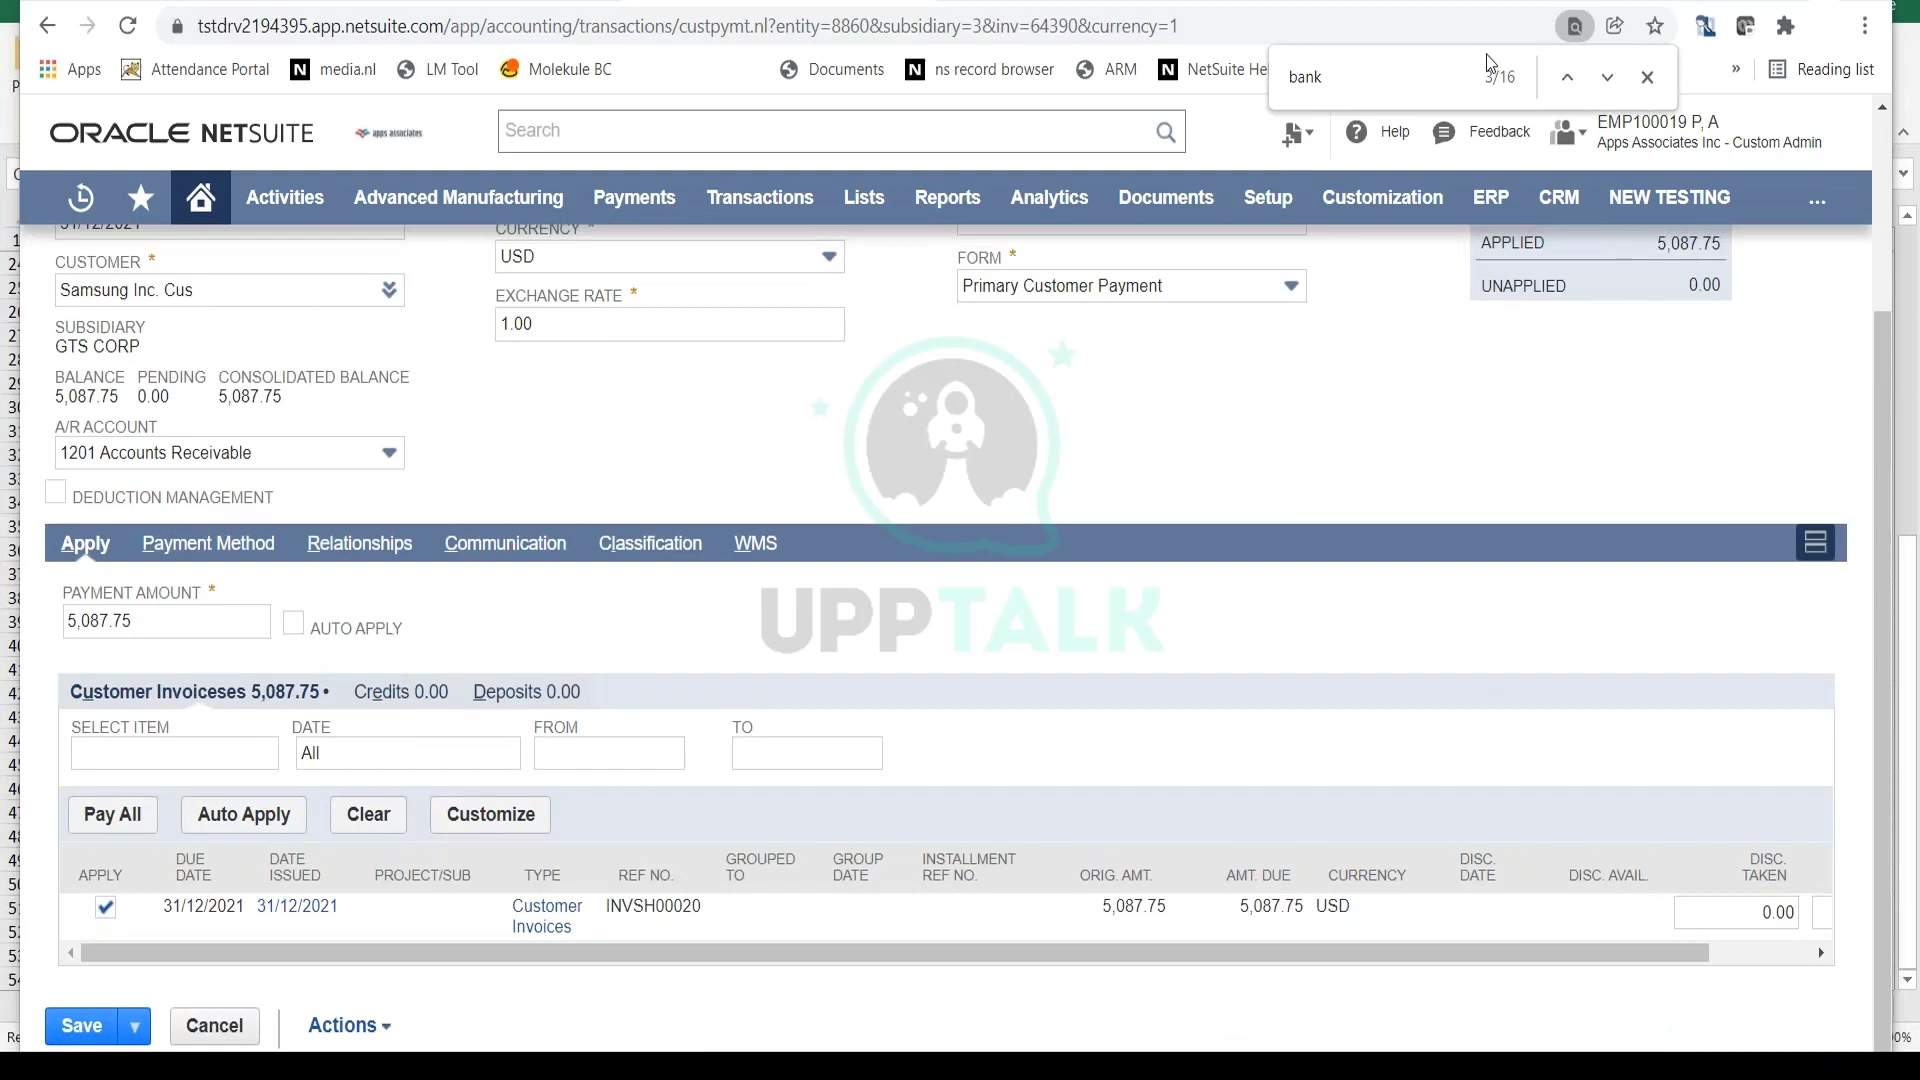 tstdrv2194395.app.netsuite.com/app/accounting/transactions/custpymt.nl?entity=8860&subsidiary=3&inv=64390&currency=1
Apps Attendance Portal media.nl LM Tool Molekule BC Documents ns record browser ARM NetSuite He » Reading list
bank 3/16
ORACLE NETSUITE apps associates Search Help Feedback EMP100019 P, A
Apps Associates Inc - Custom Admin
Activities Advanced Manufacturing Payments Transactions Lists Reports Analytics Documents Setup Customization ERP CRM NEW TESTING ...
31/12/2021
CURRENCY *
USD
APPLIED 5,087.75
UNAPPLIED 0.00
CUSTOMER *
Samsung Inc. Cus
EXCHANGE RATE *
1.00
FORM *
Primary Customer Payment
SUBSIDIARY
GTS CORP
BALANCE PENDING CONSOLIDATED BALANCE
5,087.75 0.00 5,087.75
A/R ACCOUNT
1201 Accounts Receivable
DEDUCTION MANAGEMENT
Apply Payment Method Relationships Communication Classification WMS
PAYMENT AMOUNT *
5,087.75 AUTO APPLY
UPPTALK
Customer Invoiceses 5,087.75 • Credits 0.00 Deposits 0.00
SELECT ITEM DATE FROM TO
All
Pay All Auto Apply Clear Customize
APPLY DUE DATE DATE ISSUED PROJECT/SUB TYPE REF NO. GROUPED TO GROUP DATE INSTALLMENT REF NO. ORIG. AMT. AMT. DUE CURRENCY DISC. DATE DISC. AVAIL. DISC. TAKEN
31/12/2021 31/12/2021 Customer Invoices INVSH00020 5,087.75 5,087.75 USD 0.00
Save Cancel Actions